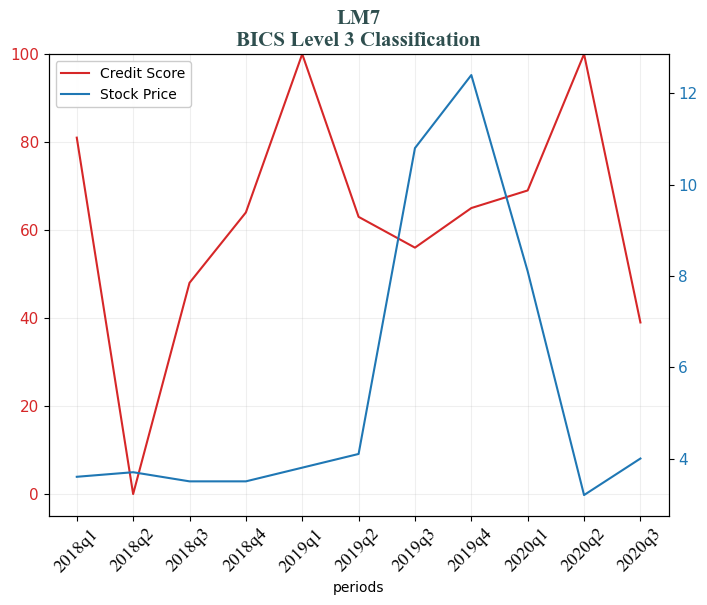 LM7
BICS Level 3 Classification
Credit Score
Stock Price
100
80
60
40
20
0
12
10
8
6
4
2018q1
2018q2
2018q3
2018q4
2019q1
2019q2
2019q3
2019q4
2020q1
2020q2
2020q3
periods